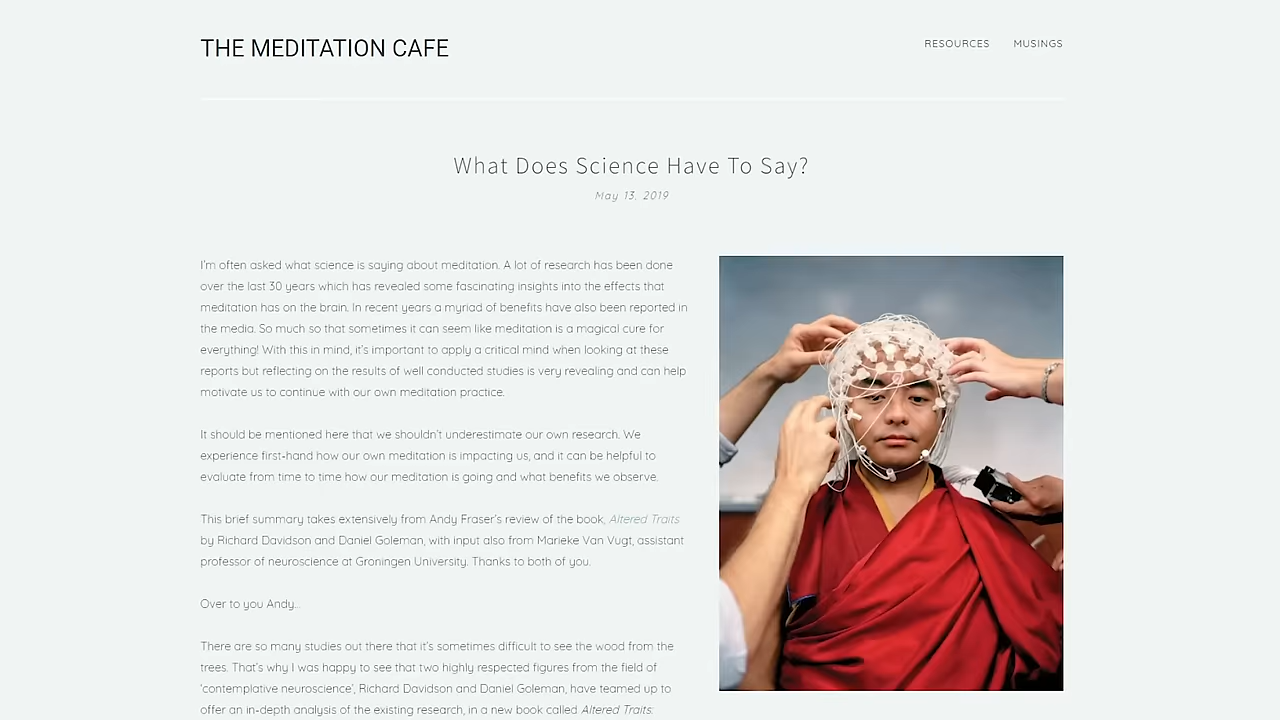 THE MEDITATION CAFE
RESOURCES MUSINGS
What Does Science Have To Say?
May 13, 2019
I'm often asked what science is saying about meditation. A lot of research has been done
over the last 30 years which has revealed some fascinating insights into the effects that
meditation has on the brain. In recent years a myriad of benefits have also been reported in
the media. So much so that sometimes it can seem like meditation is a magical cure for
everything! With this in mind, it's important to apply a critical mind when looking at these
reports but reflecting on the results of well conducted studies is very revealing and can help
motivate us to continue with our own meditation practice.
It should be mentioned here that we shouldn't underestimate our own research. We
experience first-hand how our own meditation is impacting us, and it can be helpful to
evaluate from time to time how our meditation is going and what benefits we observe.
This brief summary takes extensively from Andy Fraser's review of the book, Altered Traits
by Richard Davidson and Daniel Goleman, with input also from Marieke Van Vugt, assistant
professor of neuroscience at Groningen University. Thanks to both of you.
Over to you Andy…
There are so many studies out there that it's sometimes difficult to see the wood from the
trees. That's why I was happy to see that two highly respected figures from the field of
'contemplative neuroscience', Richard Davidson and Daniel Goleman, have teamed up to
offer an in-depth analysis of the existing research, in a new book called Altered Traits: